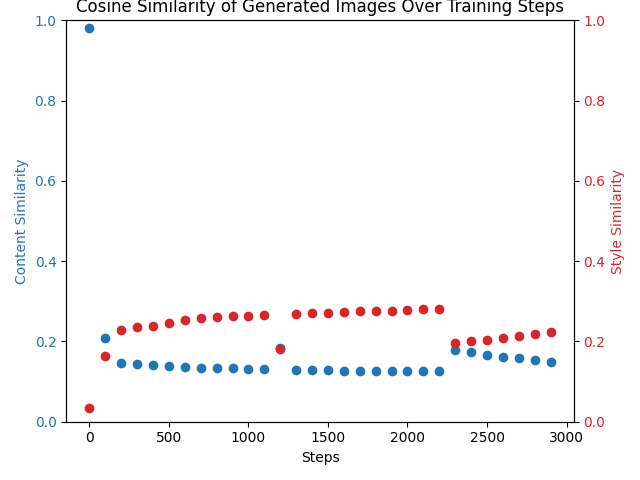 Cosine Similarity of Generated Images Over Training Steps
1.0
0.8
0.6
0.4
0.2
0.0
Content Similarity
1.0
0.8
0.6
0.4
0.2
0.0
Style Similarity
0 500 1000 1500 2000 2500 3000
Steps